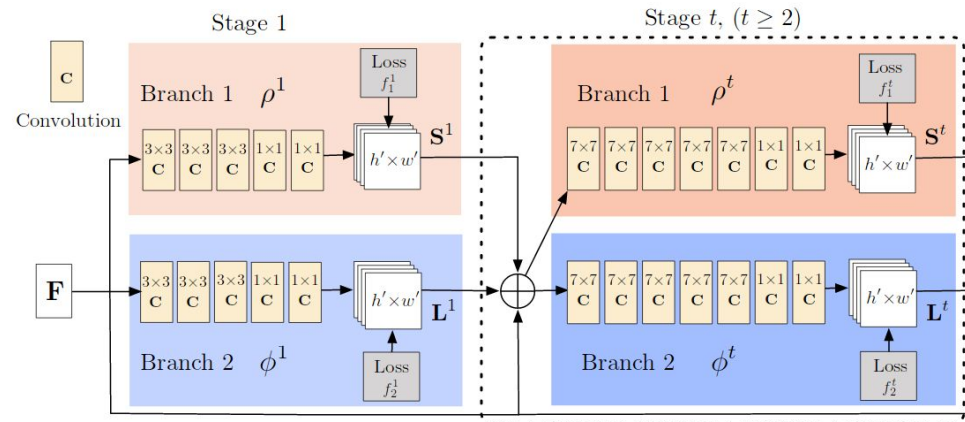 Stage 1
Stage t, (t ≥ 2)
C
Convolution
Branch 1 ρ¹
Loss
f₁¹
3×3 C 3×3 C 3×3 C 1×1 C 1×1 C
h′×w′
S¹
Branch 1 ρᵗ
Loss
f₁ᵗ
7×7 C 7×7 C 7×7 C 7×7 C 7×7 C 1×1 C 1×1 C
h′×w′
Sᵗ
F
3×3 C 3×3 C 3×3 C 1×1 C 1×1 C
h′×w′
L¹
Branch 2 ϕ¹
Loss
f₂¹
7×7 C 7×7 C 7×7 C 7×7 C 7×7 C 1×1 C 1×1 C
h′×w′
Lᵗ
Branch 2 ϕᵗ
Loss
f₂ᵗ